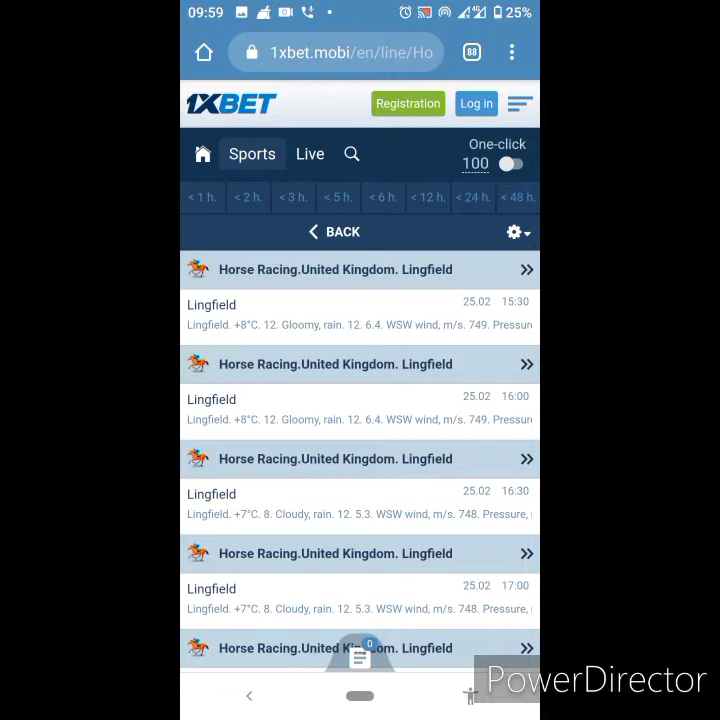 09:59
4G
25%
1xbet.mobi/en/line/Ho
88
1XBET
Registration
Log in
Sports
Live
One-click
100
< 1 h.
< 2 h.
< 3 h.
< 5 h.
< 6 h.
< 12 h.
< 24 h.
< 48 h.
BACK
Horse Racing.United Kingdom. Lingfield
Lingfield 25.02 15:30
Lingfield. +8°C. 12. Gloomy, rain. 12. 6.4. WSW wind, m/s. 749. Pressure
Horse Racing.United Kingdom. Lingfield
Lingfield 25.02 16:00
Lingfield. +8°C. 12. Gloomy, rain. 12. 6.4. WSW wind, m/s. 749. Pressure
Horse Racing.United Kingdom. Lingfield
Lingfield 25.02 16:30
Lingfield. +7°C. 8. Cloudy, rain. 12. 5.3. WSW wind, m/s. 748. Pressure,
Horse Racing.United Kingdom. Lingfield
Lingfield 25.02 17:00
Lingfield. +7°C. 8. Cloudy, rain. 12. 5.3. WSW wind, m/s. 748. Pressure,
0
Horse Racing.United Kingdom. Lingfield
PowerDirector